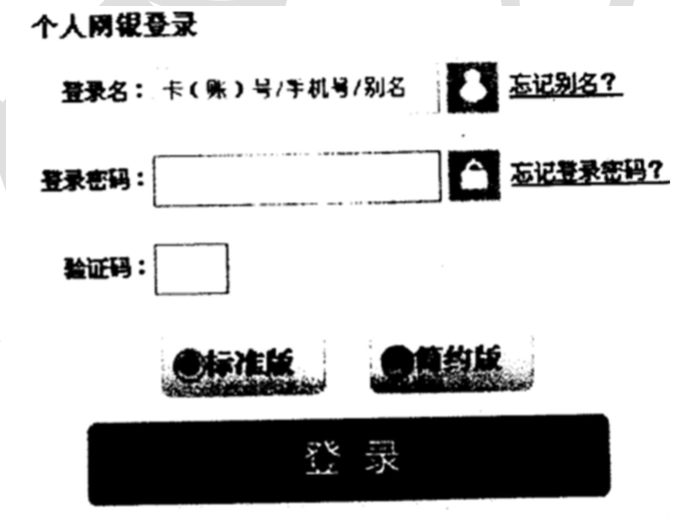 个人网银登录
登录名：卡（账）号/手机号/别名 忘记别名？
登录密码： 忘记登录密码？
验证码：
标准版 简约版
登 录